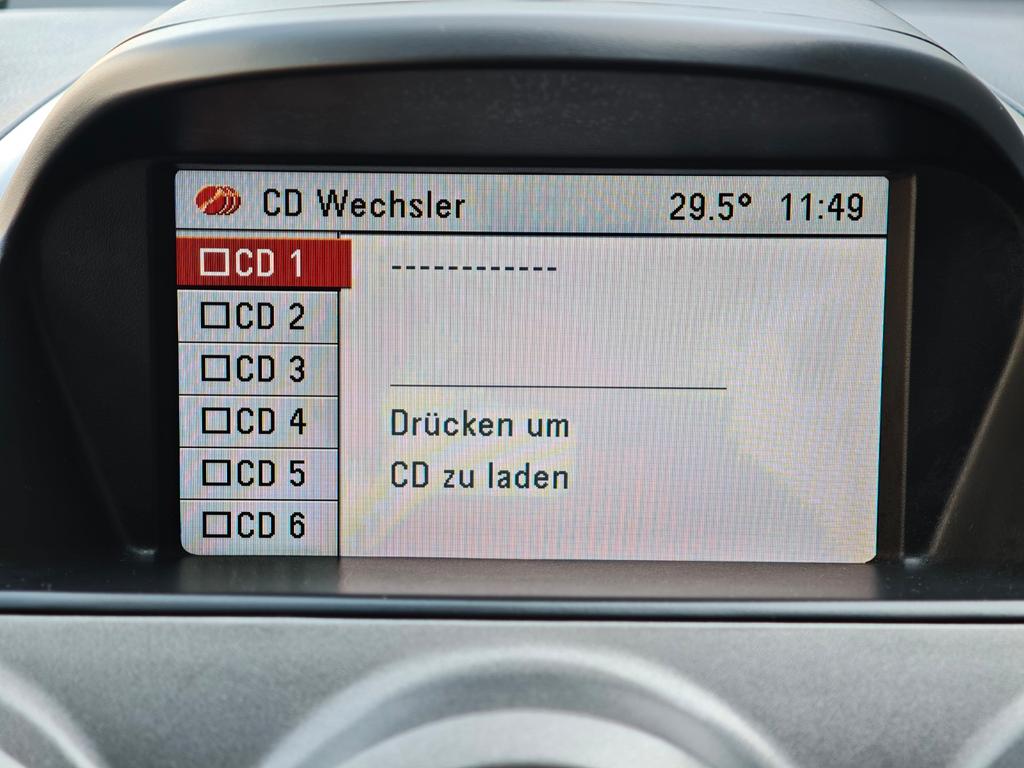 CD Wechsler 29.5° 11:49
CD 1 ------------
CD 2
CD 3
CD 4
CD 5
CD 6
Drücken um
CD zu laden